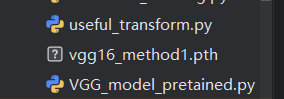 useful_transform.py
vgg16_method1.pth
VGG_model_pretained.py